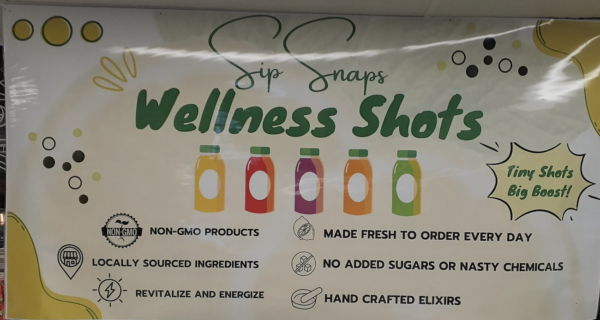 Sip Snaps
Wellness Shots
Tiny Shots
Big Boost!
NON-GMO
NON-GMO PRODUCTS
MADE FRESH TO ORDER EVERY DAY
LOCALLY SOURCED INGREDIENTS
NO ADDED SUGARS OR NASTY CHEMICALS
REVITALIZE AND ENERGIZE
HAND CRAFTED ELIXIRS